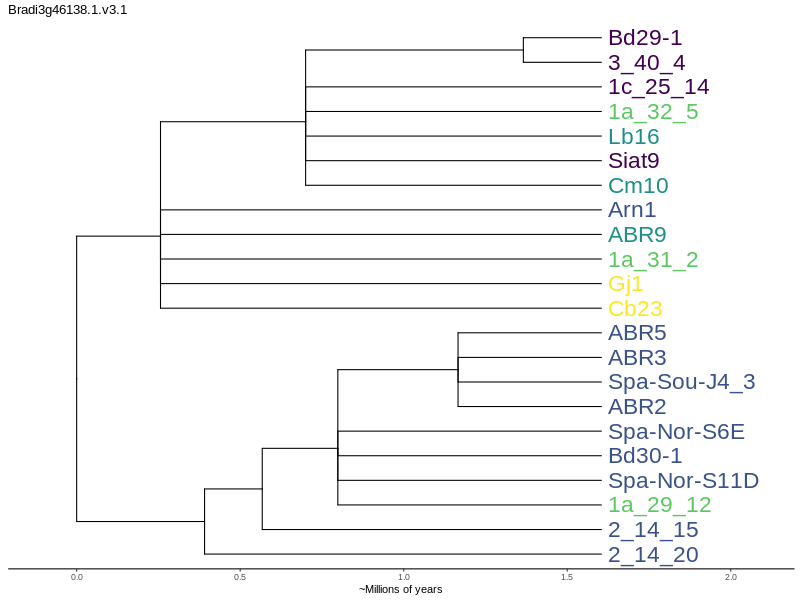 Bradi3g46138.1.v3.1
Bd29-1
3_40_4
1c_25_14
1a_32_5
Lb16
Siat9
Cm10
Arn1
ABR9
1a_31_2
Gj1
Cb23
ABR5
ABR3
Spa-Sou-J4_3
ABR2
Spa-Nor-S6E
Bd30-1
Spa-Nor-S11D
1a_29_12
2_14_15
2_14_20
0.0 0.5 1.0 1.5 2.0
~Millions of years